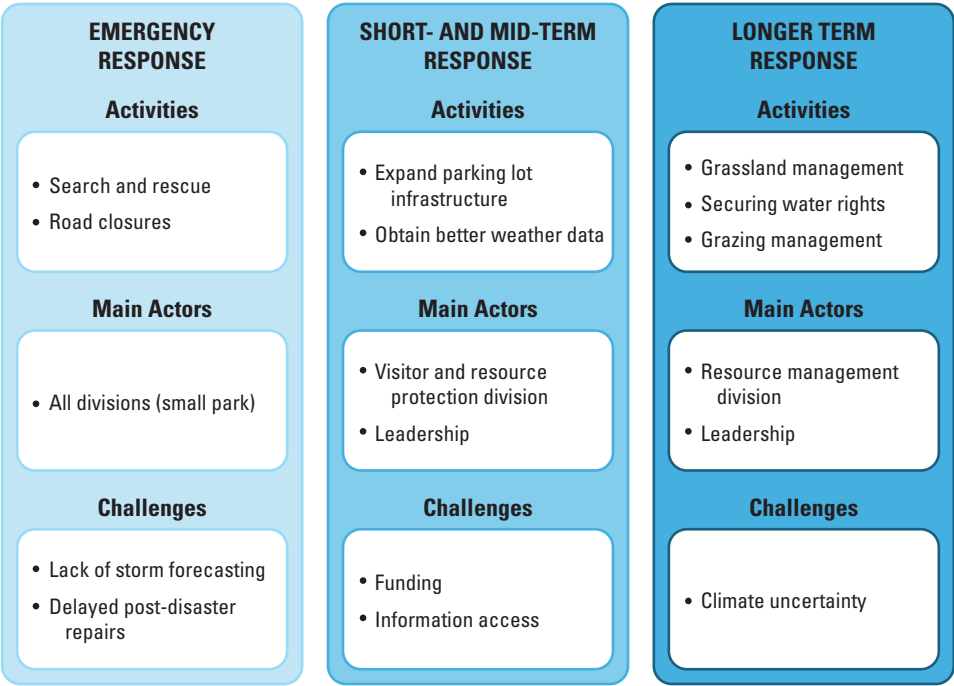 EMERGENCY
RESPONSE
Activities
• Search and rescue
• Road closures
Main Actors
• All divisions (small park)
Challenges
• Lack of storm forecasting
• Delayed post-disaster
repairs
SHORT- AND MID-TERM
RESPONSE
Activities
• Expand parking lot
infrastructure
• Obtain better weather data
Main Actors
• Visitor and resource
protection division
• Leadership
Challenges
• Funding
• Information access
LONGER TERM
RESPONSE
Activities
• Grassland management
• Securing water rights
• Grazing management
Main Actors
• Resource management
division
• Leadership
Challenges
• Climate uncertainty